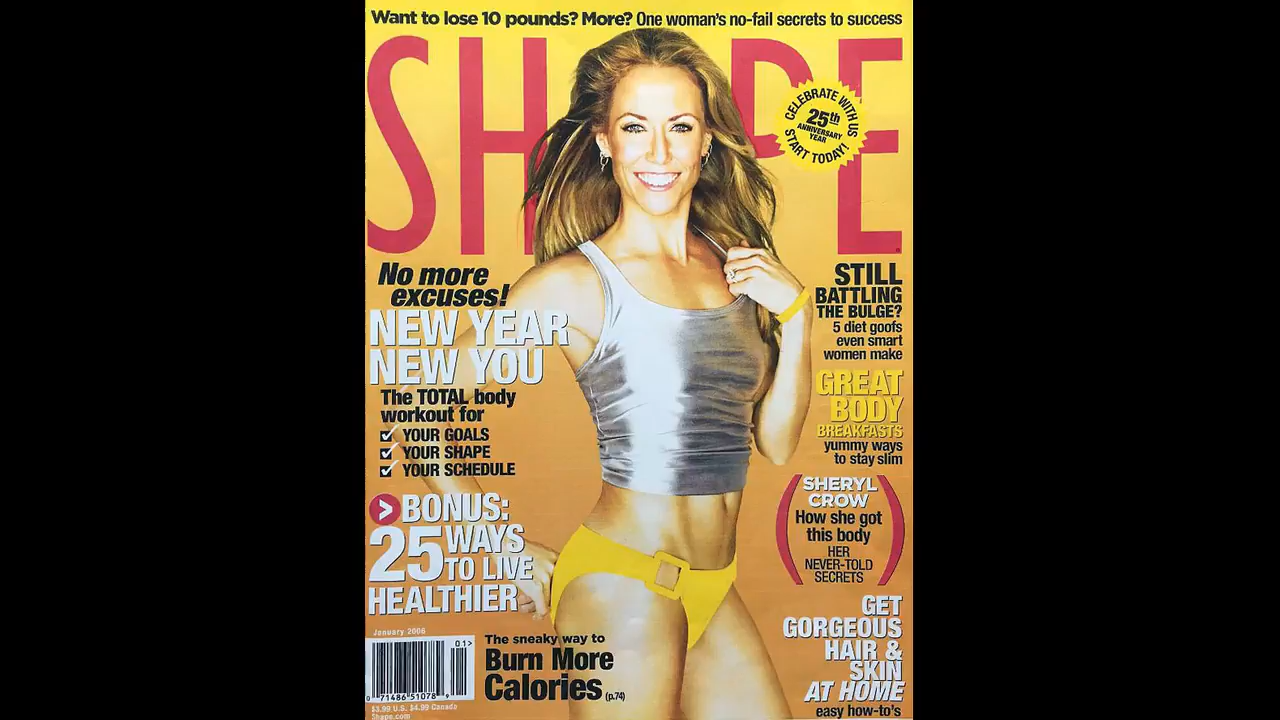 Want to lose 10 pounds? More? One woman's no-fail secrets to success
SHAPE
CELEBRATE WITH US
25th
ANNIVERSARY
YEAR
START TODAY!
No more
excuses!
NEW YEAR
NEW YOU
The TOTAL body
workout for
YOUR GOALS
YOUR SHAPE
YOUR SCHEDULE
> BONUS:
25 WAYS
TO LIVE
HEALTHIER
January 2006
01>
0 71486 51078 9
$3.99 U.S. $4.99 Canada
Shape.com
The sneaky way to
Burn More
Calories (p.74)
STILL
BATTLING
THE BULGE?
5 diet goofs
even smart
women make
GREAT
BODY
BREAKFASTS
yummy ways
to stay slim
SHERYL
CROW
How she got
this body
HER
NEVER-TOLD
SECRETS
GET
GORGEOUS
HAIR &
SKIN
AT HOME
easy how-to's